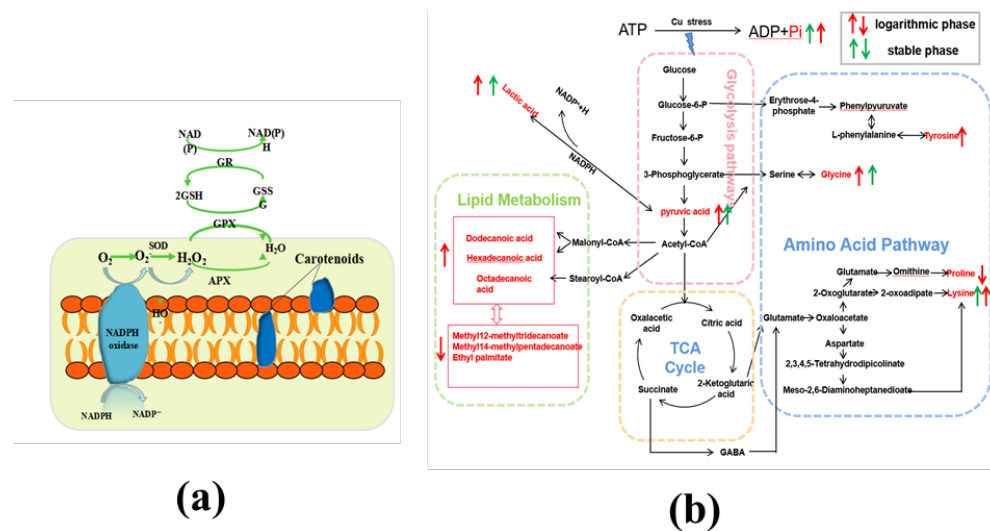 NAD
(P)
NAD(P)
H
GR
2GSH
GSS
G
GPX
O2
SOD
O2-
H2O2
H2O
APX
Carotenoids
HO
NADPH
oxidase
NADPH
NADP
(a)
ATP
Cu stress
ADP+Pi
logarithmic phase
stable phase
Glycolysis pathway
Glucose
Glucose-6-P
Fructose-6-P
3-Phosphoglycerate
pyruvic acid
Acetyl-CoA
Lactic acid
NADP+H
NADPH
Lipid Metabolism
Dodecanoic acid
Hexadecanoic acid
Octadecanoic
acid
Malonyl-CoA
Stearoyl-CoA
Methyl12-methyltridecanoate
Methyl14-methylpentadecanoate
Ethyl palmitate
Oxalacetic
acid
Citric acid
TCA
Cycle
2-Ketoglutaric
acid
Succinate
GABA
Erythrose-4-
phosphate
Phenylpyuruvate
L-phenylalanine
Tyrosine
Serine
Glycine
Amino Acid Pathway
Glutamate
Omithine
Proline
2-Oxoglutarate
2-oxoadipate
Lysine
Glutamate
Oxaloacetate
Aspartate
2,3,4,5-Tetrahydrodipicolinate
Meso-2,6-Diaminoheptanedioate
(b)